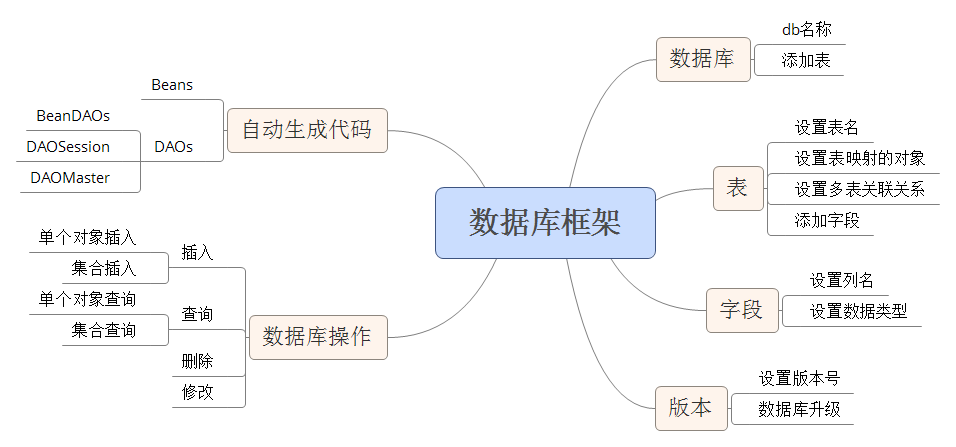 数据库框架
数据库
db名称
添加表
表
设置表名
设置表映射的对象
设置多表关联关系
添加字段
字段
设置列名
设置数据类型
版本
设置版本号
数据库升级
自动生成代码
Beans
DAOs
BeanDAOs
DAOSession
DAOMaster
数据库操作
插入
单个对象插入
集合插入
查询
单个对象查询
集合查询
删除
修改